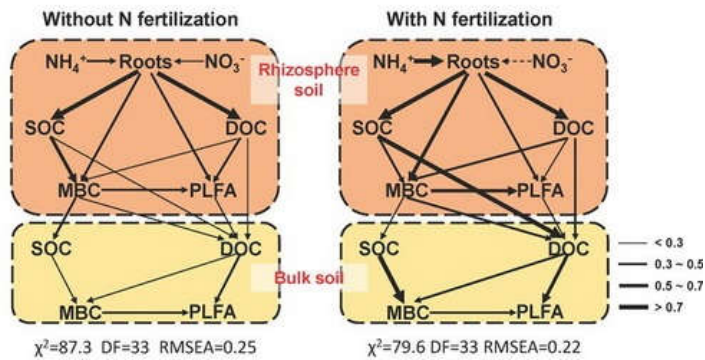 Without N fertilization
With N fertilization
NH₄⁺ Roots NO₃⁻
Rhizosphere
soil
NH₄⁺ Roots NO₃⁻
SOC DOC
SOC DOC
MBC PLFA
MBC PLFA
SOC DOC
SOC DOC
Bulk soil
MBC PLFA
MBC PLFA
< 0.3
0.3 ~ 0.5
0.5 ~ 0.7
> 0.7
χ²=87.3 DF=33 RMSEA=0.25
χ²=79.6 DF=33 RMSEA=0.22